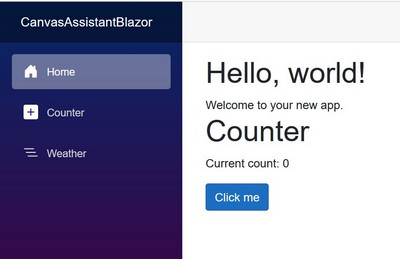 CanvasAssistantBlazor
Home
Counter
Weather
Hello, world!
Welcome to your new app.
Counter
Current count: 0
Click me